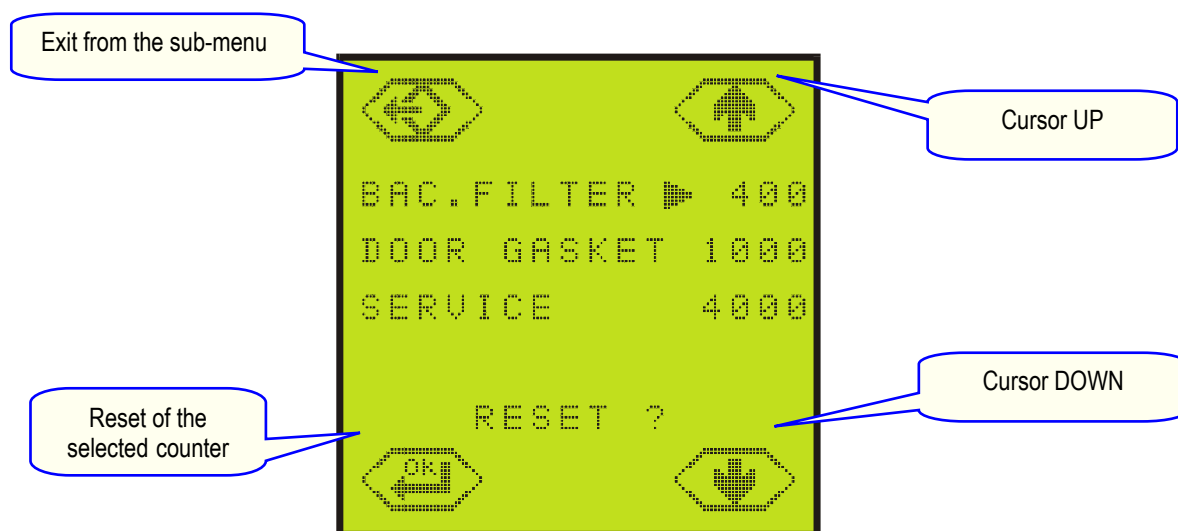 Exit from the sub-menu
Cursor UP
BAC.FILTER ▶ 400
DOOR GASKET 1000
SERVICE 4000
Cursor DOWN
Reset of the
selected counter
RESET ?
OK